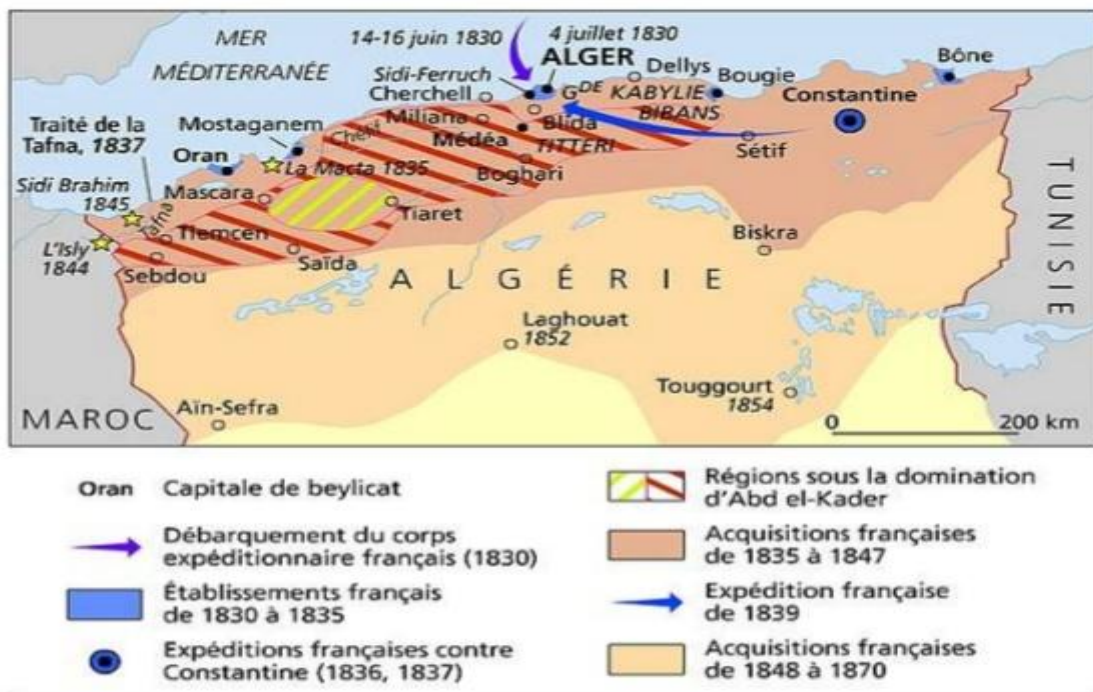 MER
MÉDITERRANÉE
14-16 juin 1830
4 juillet 1830
ALGER
Sidi-Ferruch
Cherchell
Dellys
Bougie
Bône
Constantine
G<sup>DE</sup> KABYLIE
BIBANS
Miliana
Blida
Médéa
TITTERI
Sétif
Boghari
Chélif
Mostaganem
Traité de la
Tafna, 1837
Oran
La Macta 1835
Sidi Brahim
1845
Mascara
Tiaret
Tafna
Tlemcen
L'Isly
1844
Sebdou
Saïda
Biskra
ALGÉRIE
TUNISIE
Laghouat
1852
Touggourt
1854
Aïn-Sefra
MAROC
0 200 km
Oran Capitale de beylicat
Débarquement du corps
expéditionnaire français (1830)
Établissements français
de 1830 à 1835
Expéditions françaises contre
Constantine (1836, 1837)
Régions sous la domination
d'Abd el-Kader
Acquisitions françaises
de 1835 à 1847
Expédition française
de 1839
Acquisitions françaises
de 1848 à 1870